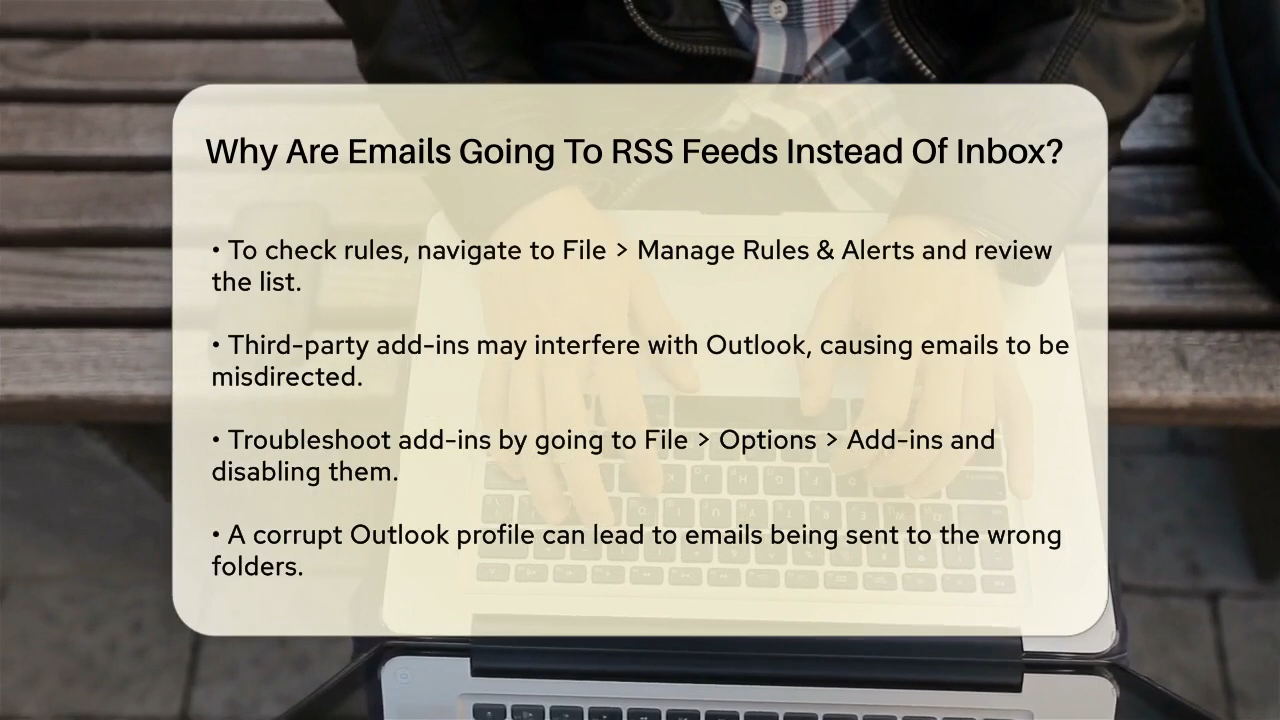 Why Are Emails Going To RSS Feeds Instead Of Inbox?
• To check rules, navigate to File > Manage Rules & Alerts and review
the list.
• Third-party add-ins may interfere with Outlook, causing emails to be
misdirected.
• Troubleshoot add-ins by going to File > Options > Add-ins and
disabling them.
• A corrupt Outlook profile can lead to emails being sent to the wrong
folders.